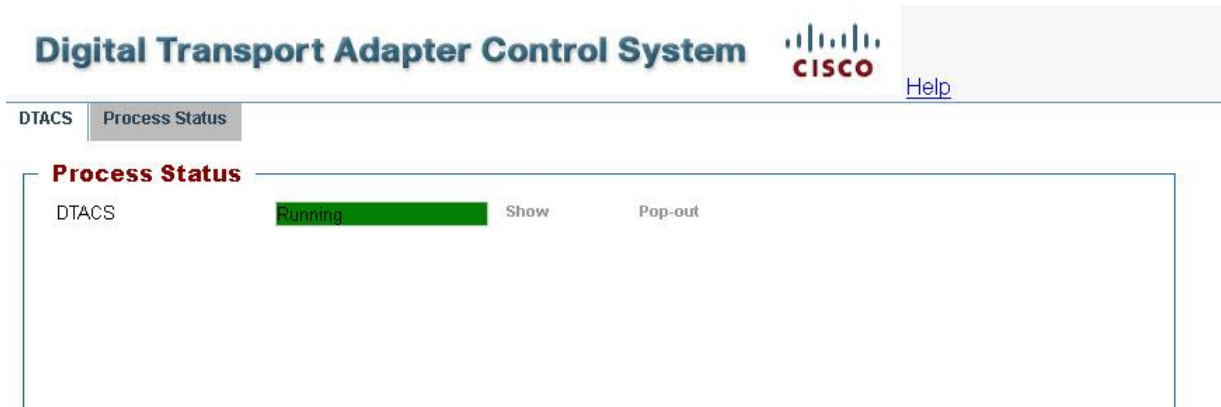 Digital Transport Adapter Control System
CISCO
Help
DTACS Process Status
Process Status
DTACS Running Show Pop-out